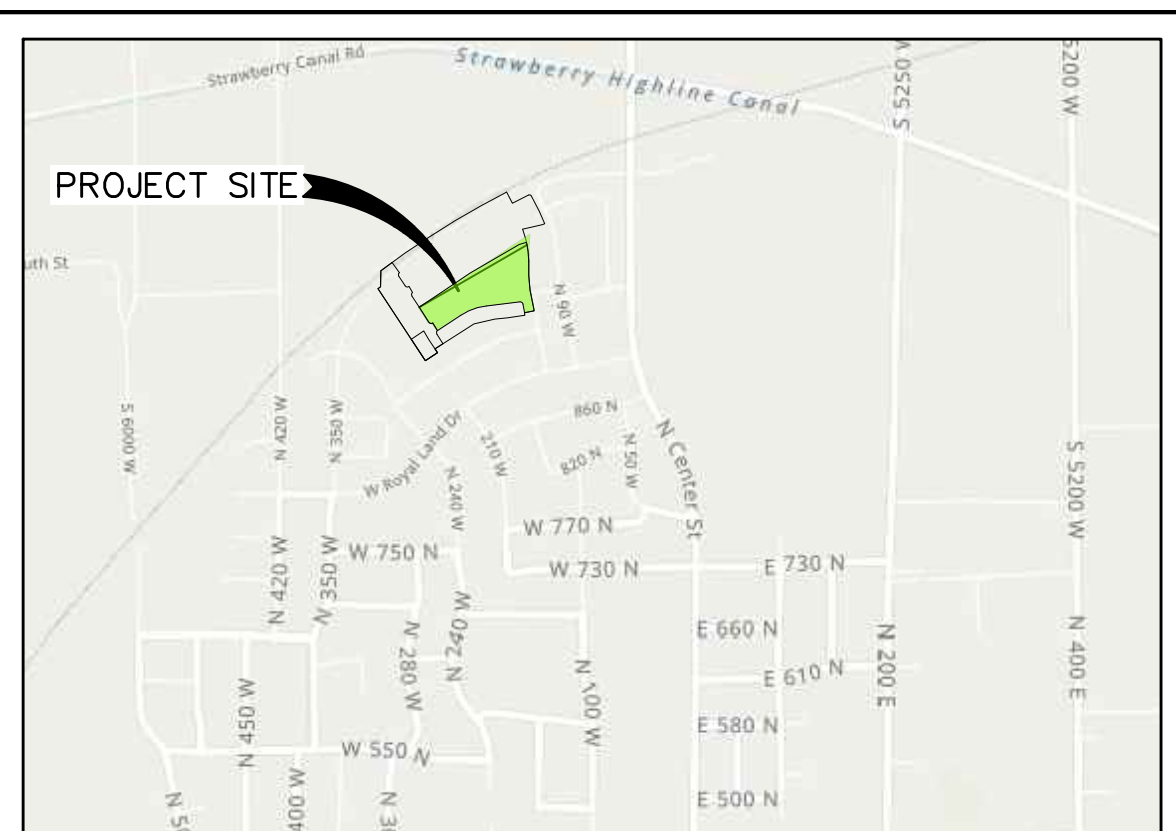 Strawberry Canal Rd
Strawberry Highline Canal
S 5250 W
5200 W
PROJECT SITE
uth St
N 90 W
S 6000 W
N 420 W
N 350 W
W Royal Land Dr
210 W
860 N
820 N
N 50 W
N Center St
N 240 W
S 5200 W
W 770 N
W 750 N
W 730 N
E 730 N
N 420 W
N 350 W
N 280 W
N 240 W
E 660 N
N 200 E
N 400 E
E 610 N
N 100 W
N 450 W
E 580 N
W 550 N
400 W
E 500 N
N 5
N 3